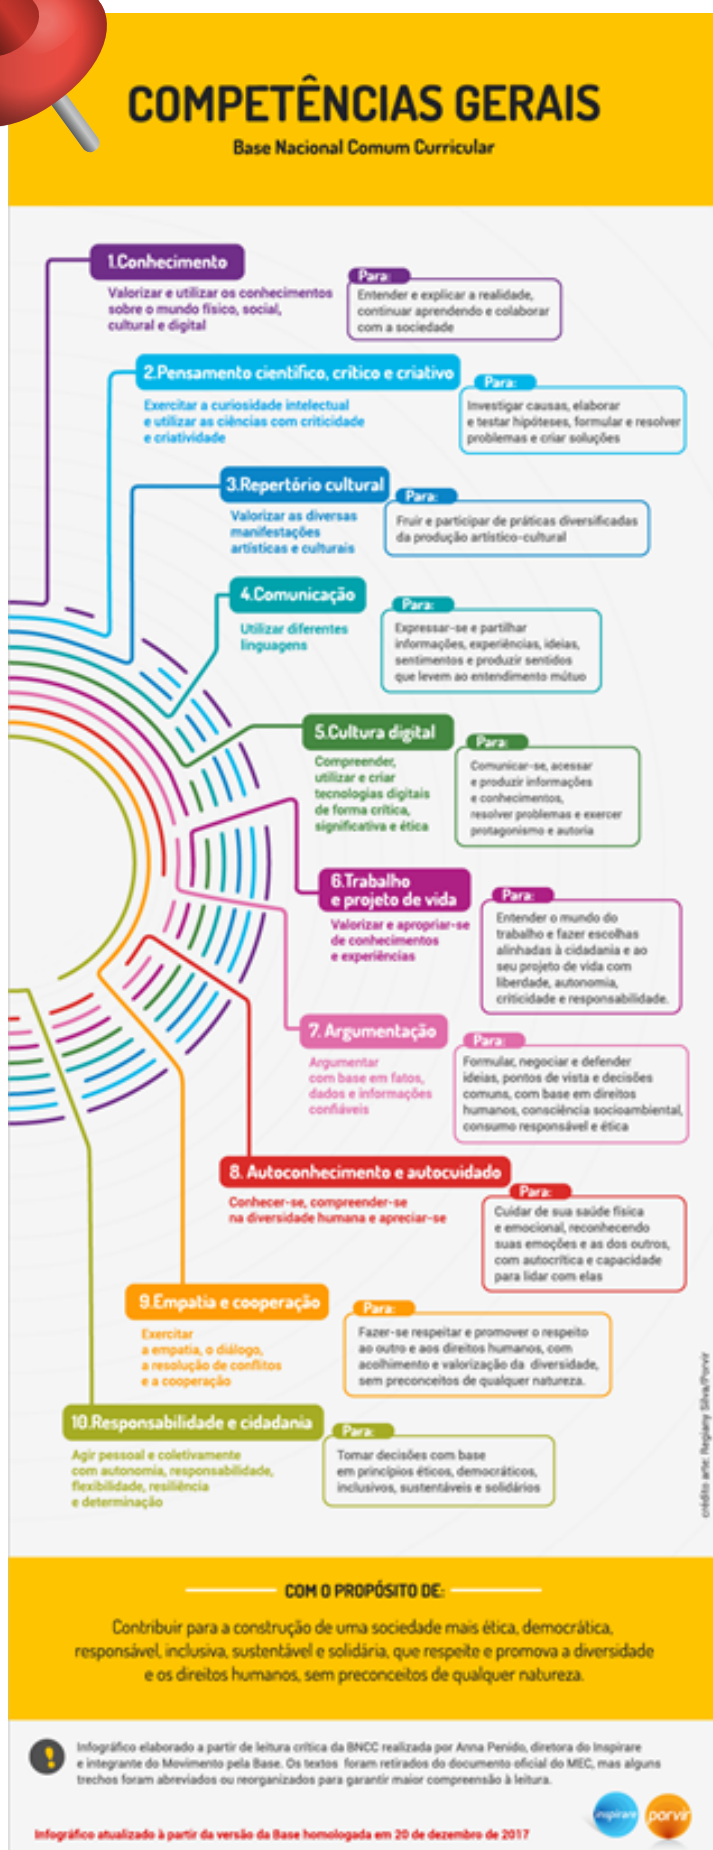 COMPETÊNCIAS GERAIS
Base Nacional Comum Curricular
1.Conhecimento
Valorizar e utilizar os conhecimentos
sobre o mundo físico, social,
cultural e digital
Para:
Entender e explicar a realidade,
continuar aprendendo e colaborar
com a sociedade
2.Pensamento científico, crítico e criativo
Exercitar a curiosidade intelectual
e utilizar as ciências com criticidade
e criatividade
Para:
Investigar causas, elaborar
e testar hipóteses, formular e resolver
problemas e criar soluções
3.Repertório cultural
Valorizar as diversas
manifestações
artísticas e culturais
Para:
Fruir e participar de práticas diversificadas
da produção artístico-cultural
4.Comunicação
Utilizar diferentes
linguagens
Para:
Expressar-se e partilhar
informações, experiências, ideias,
sentimentos e produzir sentidos
que levem ao entendimento mútuo
5.Cultura digital
Compreender,
utilizar e criar
tecnologias digitais
de forma crítica,
significativa e ética
Para:
Comunicar-se, acessar
e produzir informações
e conhecimentos,
resolver problemas e exercer
protagonismo e autoria
6.Trabalho
e projeto de vida
Valorizar e apropriar-se
de conhecimentos
e experiências
Para:
Entender o mundo do
trabalho e fazer escolhas
alinhadas à cidadania e ao
seu projeto de vida com
liberdade, autonomia,
criticidade e responsabilidade.
7. Argumentação
Argumentar
com base em fatos,
dados e informações
confiáveis
Para:
Formular, negociar e defender
ideias, pontos de vista e decisões
comuns, com base em direitos
humanos, consciência socioambiental,
consumo responsável e ética
8. Autoconhecimento e autocuidado
Conhecer-se, compreender-se
na diversidade humana e apreciar-se
Para:
Cuidar de sua saúde física
e emocional, reconhecendo
suas emoções e as dos outros,
com autocrítica e capacidade
para lidar com elas
9.Empatia e cooperação
Exercitar
a empatia, o diálogo,
a resolução de conflitos
e a cooperação
Para:
Fazer-se respeitar e promover o respeito
ao outro e aos direitos humanos, com
acolhimento e valorização da diversidade,
sem preconceitos de qualquer natureza.
10.Responsabilidade e cidadania
Agir pessoal e coletivamente
com autonomia, responsabilidade,
flexibilidade, resiliência
e determinação
Para:
Tomar decisões com base
em princípios éticos, democráticos,
inclusivos, sustentáveis e solidários
crédito arte: Regiany Silva/Porvir
COM O PROPÓSITO DE:
Contribuir para a construção de uma sociedade mais ética, democrática,
responsável, inclusiva, sustentável e solidária, que respeite e promova a diversidade
e os direitos humanos, sem preconceitos de qualquer natureza.
Infográfico elaborado a partir de leitura crítica da BNCC realizada por Anna Penido, diretora do Inspirare
e integrante do Movimento pela Base. Os textos foram retirados do documento oficial do MEC, mas alguns
trechos foram abreviados ou reorganizados para garantir maior compreensão à leitura.
inspirare
porvir
Infográfico atualizado à partir da versão da Base homologada em 20 de dezembro de 2017